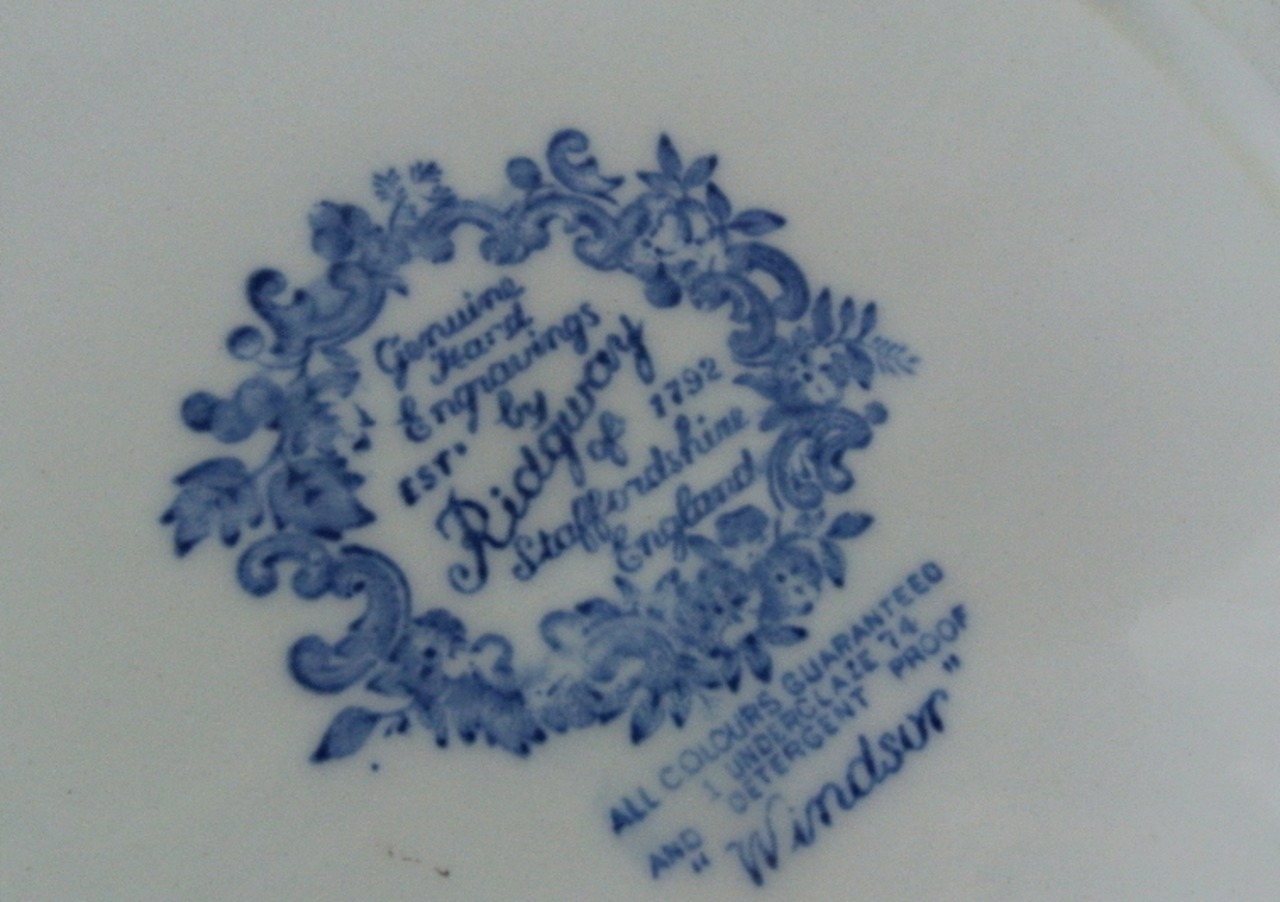 Genuine
Hand
Engravings
by
EST. Ridgway 1792
of
Staffordshire
England
ALL COLOURS GUARANTEED
1 UNDERGLAZE 74
AND DETERGENT PROOF
"Windsor"